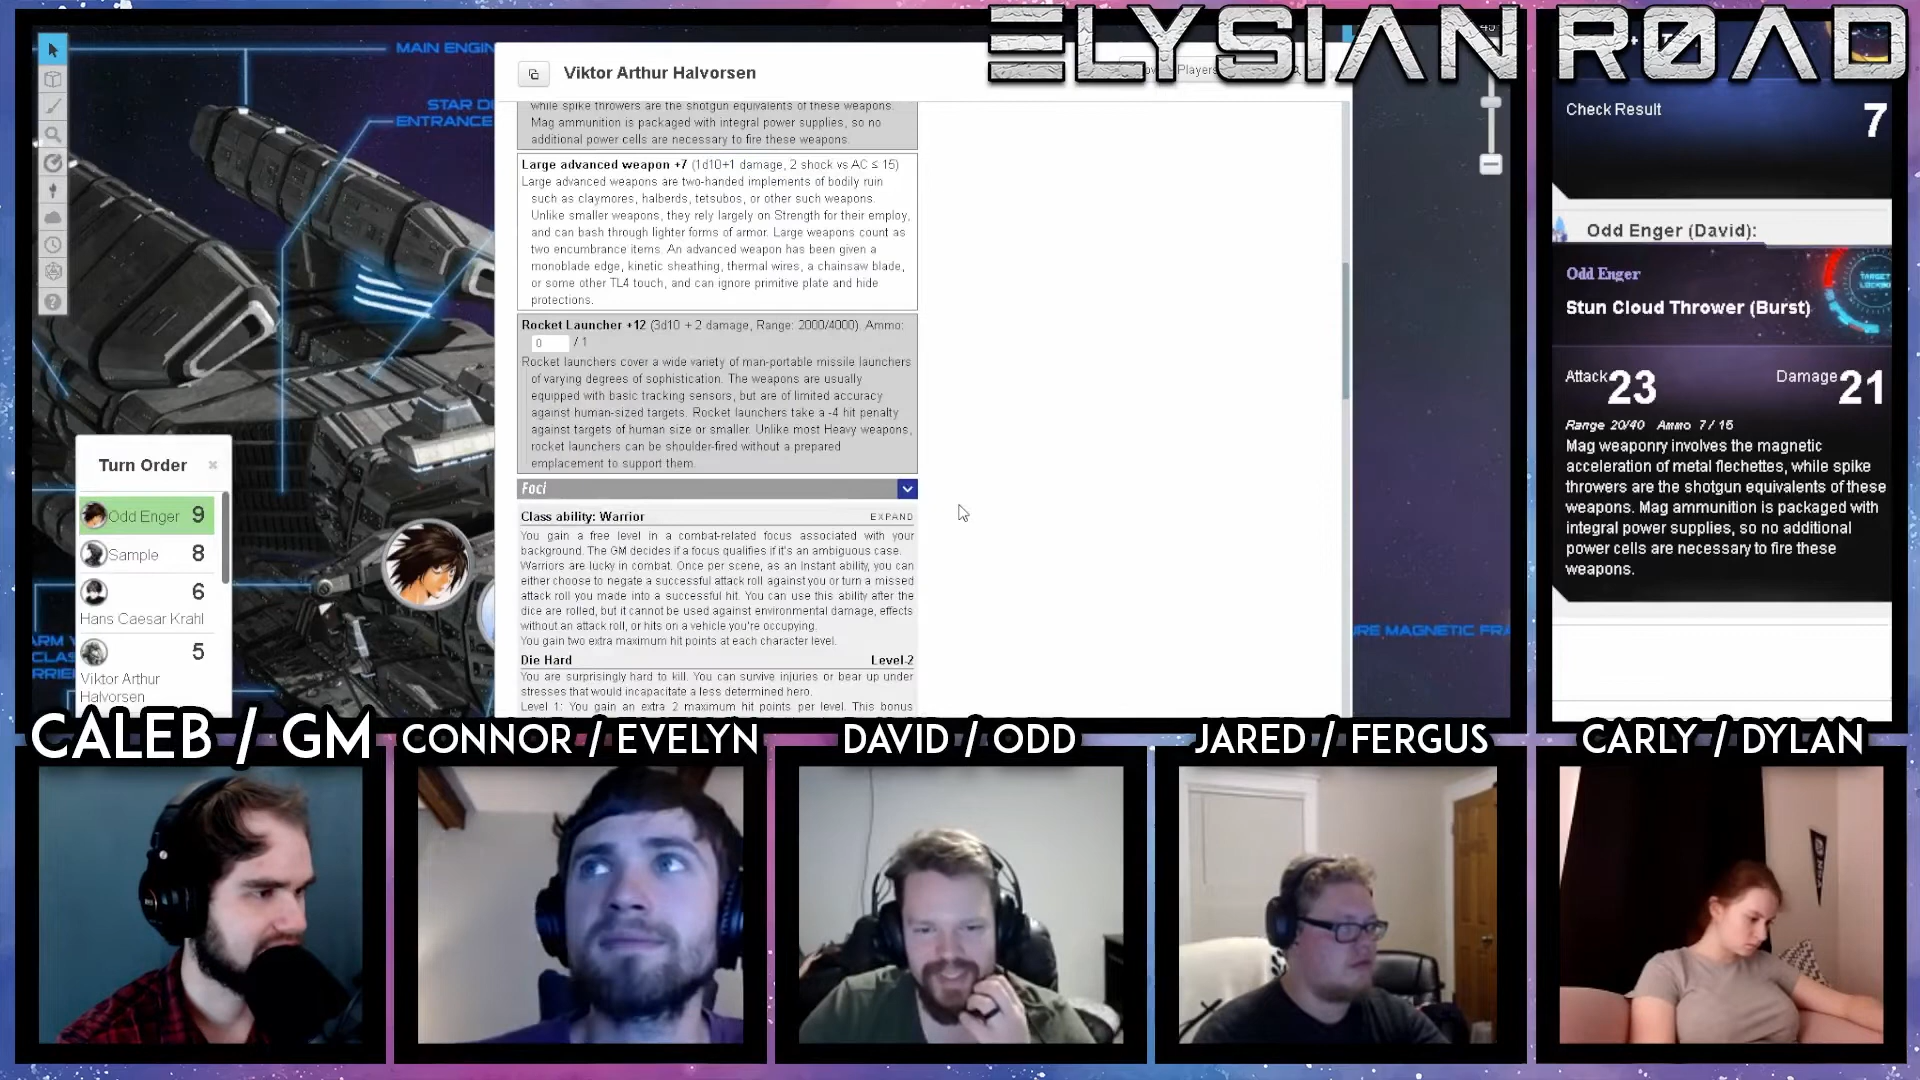 ELYSIAN RØAD
MAIN ENGIN
STAR D
ENTRANCE
Viktor Arthur Halvorsen
Players
while spike throwers are the shotgun equivalents of these weapons.
Mag ammunition is packaged with integral power supplies, so no
additional power cells are necessary to fire these weapons.
Large advanced weapon +7 (1d10+1 damage, 2 shock vs AC ≤ 15)
Large advanced weapons are two-handed implements of bodily ruin
such as claymores, halberds, tetsubos, or other such weapons.
Unlike smaller weapons, they rely largely on Strength for their employ,
and can bash through lighter forms of armor. Large weapons count as
two encumbrance items. An advanced weapon has been given a
monoblade edge, kinetic sheathing, thermal wires, a chainsaw blade,
or some other TL4 touch, and can ignore primitive plate and hide
protections.
Rocket Launcher +12 (3d10 + 2 damage, Range: 2000/4000). Ammo:
0 / 1
Rocket launchers cover a wide variety of man-portable missile launchers
of varying degrees of sophistication. The weapons are usually
equipped with basic tracking sensors, but are of limited accuracy
against human-sized targets. Rocket launchers take a -4 hit penalty
against targets of human size or smaller. Unlike most Heavy weapons,
rocket launchers can be shoulder-fired without a prepared
emplacement to support them.
Foci
Class ability: Warrior EXPAND
You gain a free level in a combat-related focus associated with your
background. The GM decides if a focus qualifies if it's an ambiguous case.
Warriors are lucky in combat. Once per scene, as an Instant ability, you can
either choose to negate a successful attack roll against you or turn a missed
attack roll you made into a successful hit. You can use this ability after the
dice are rolled, but it cannot be used against environmental damage, effects
without an attack roll, or hits on a vehicle you're occupying.
You gain two extra maximum hit points at each character level.
Die Hard Level-2
You are surprisingly hard to kill. You can survive injuries or bear up under
stresses that would incapacitate a less determined hero.
Level 1: You gain an extra 2 maximum hit points per level. This bonus
Turn Order ×
Odd Enger 9
Sample 8
6
Hans Caesar Krahl
5
Viktor Arthur
Halvorsen
RE MAGNETIC FRA
Check Result 7
Odd Enger (David):
Odd Enger
Stun Cloud Thrower (Burst)
TARGET
LOCKED
Attack 23 Damage 21
Range 20/40 Ammo 7 / 15
Mag weaponry involves the magnetic
acceleration of metal flechettes, while spike
throwers are the shotgun equivalents of these
weapons. Mag ammunition is packaged with
integral power supplies, so no additional
power cells are necessary to fire these
weapons.
CALEB / GM
CONNOR / EVELYN
DAVID / ODD
JARED / FERGUS
CARLY / DYLAN